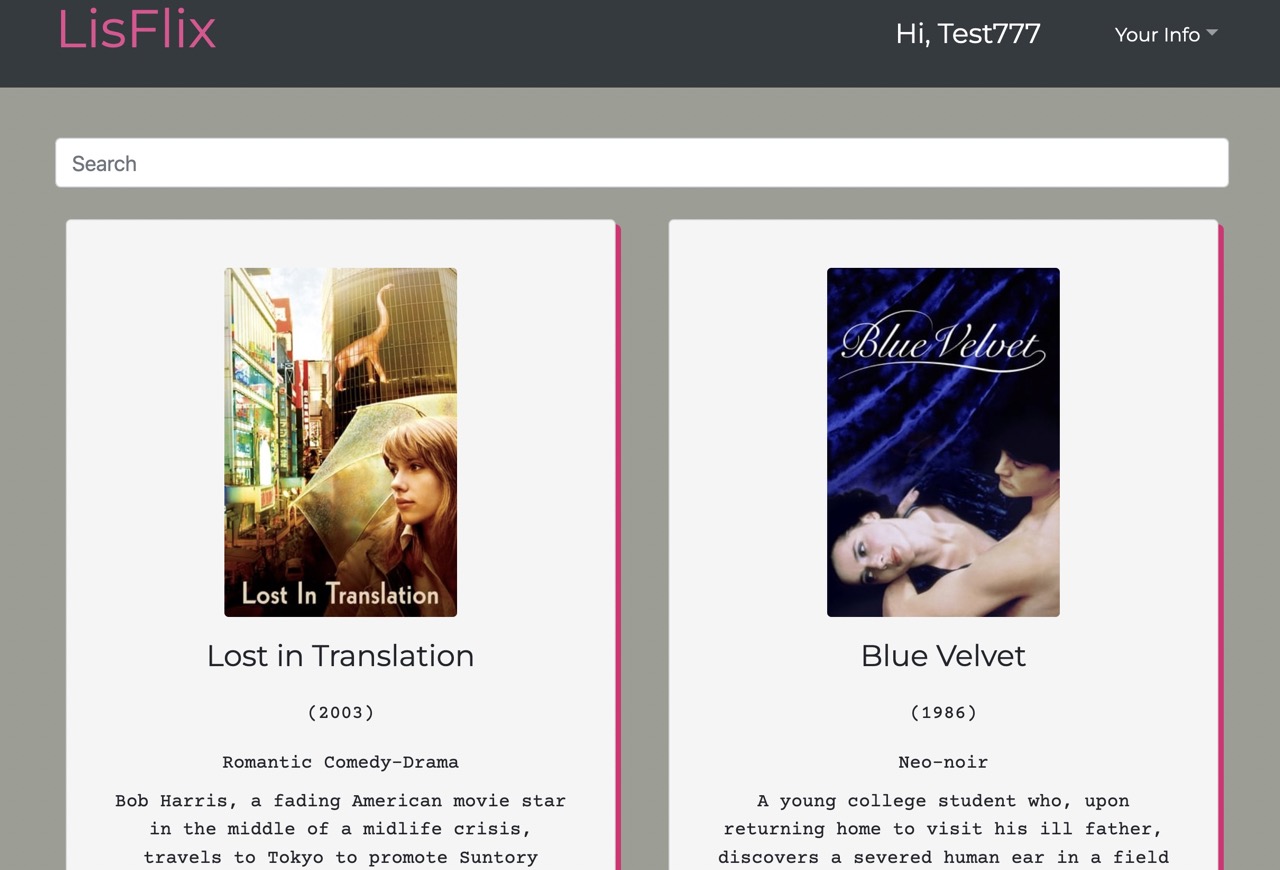 LisFlix
Hi, Test777
Your Info
Search
Lost In Translation
Lost in Translation
(2003)
Romantic Comedy-Drama
Bob Harris, a fading American movie star
in the middle of a midlife crisis,
travels to Tokyo to promote Suntory
Blue Velvet
Blue Velvet
(1986)
Neo-noir
A young college student who, upon
returning home to visit his ill father,
discovers a severed human ear in a field